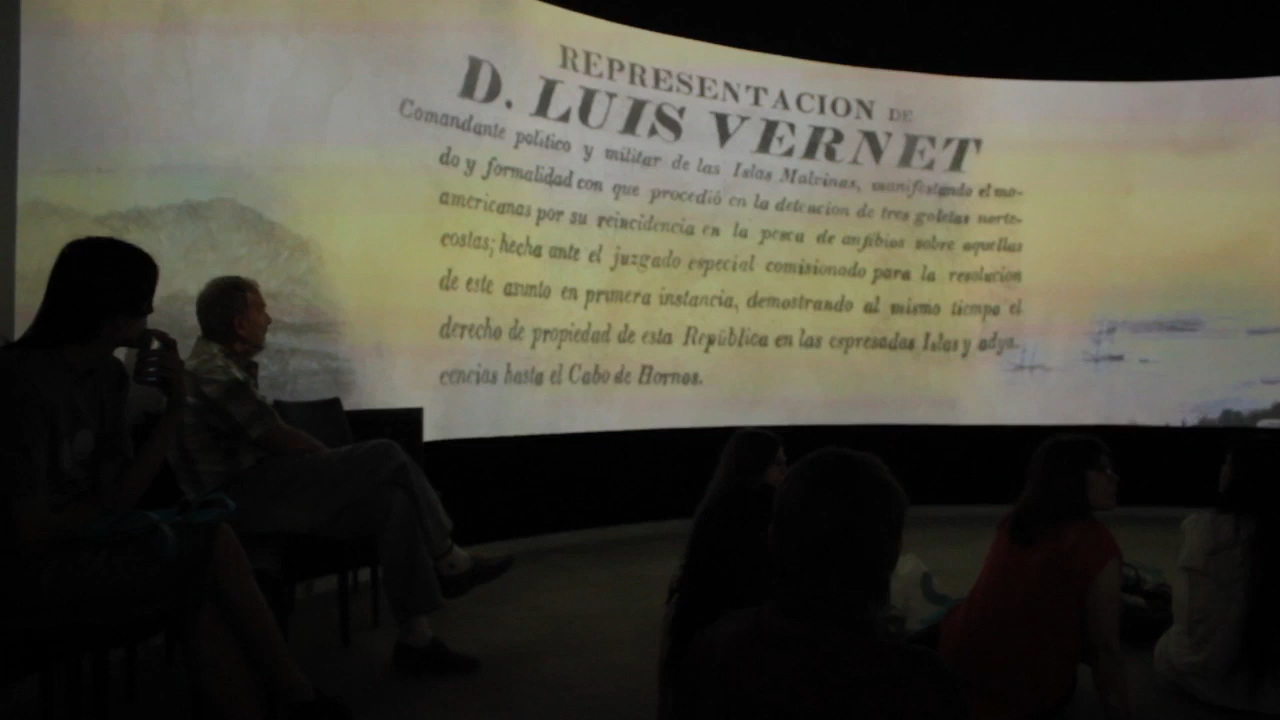 REPRESENTACION DE
D. LUIS VERNET
Comandante político y militar de las Islas Malvinas, manifestando el mo-
do y formalidad con que procedió en la detencion de tres goletas norte-
americanas por su reincidencia en la pesca de anfibios sobre aquellas
costas; hecha ante el juzgado especial comisionado para la resolucion
de este asunto en primera instancia, demostrando al mismo tiempo el
derecho de propiedad de esta República en las espresadas Islas y adya-
cencias hasta el Cabo de Hornos.